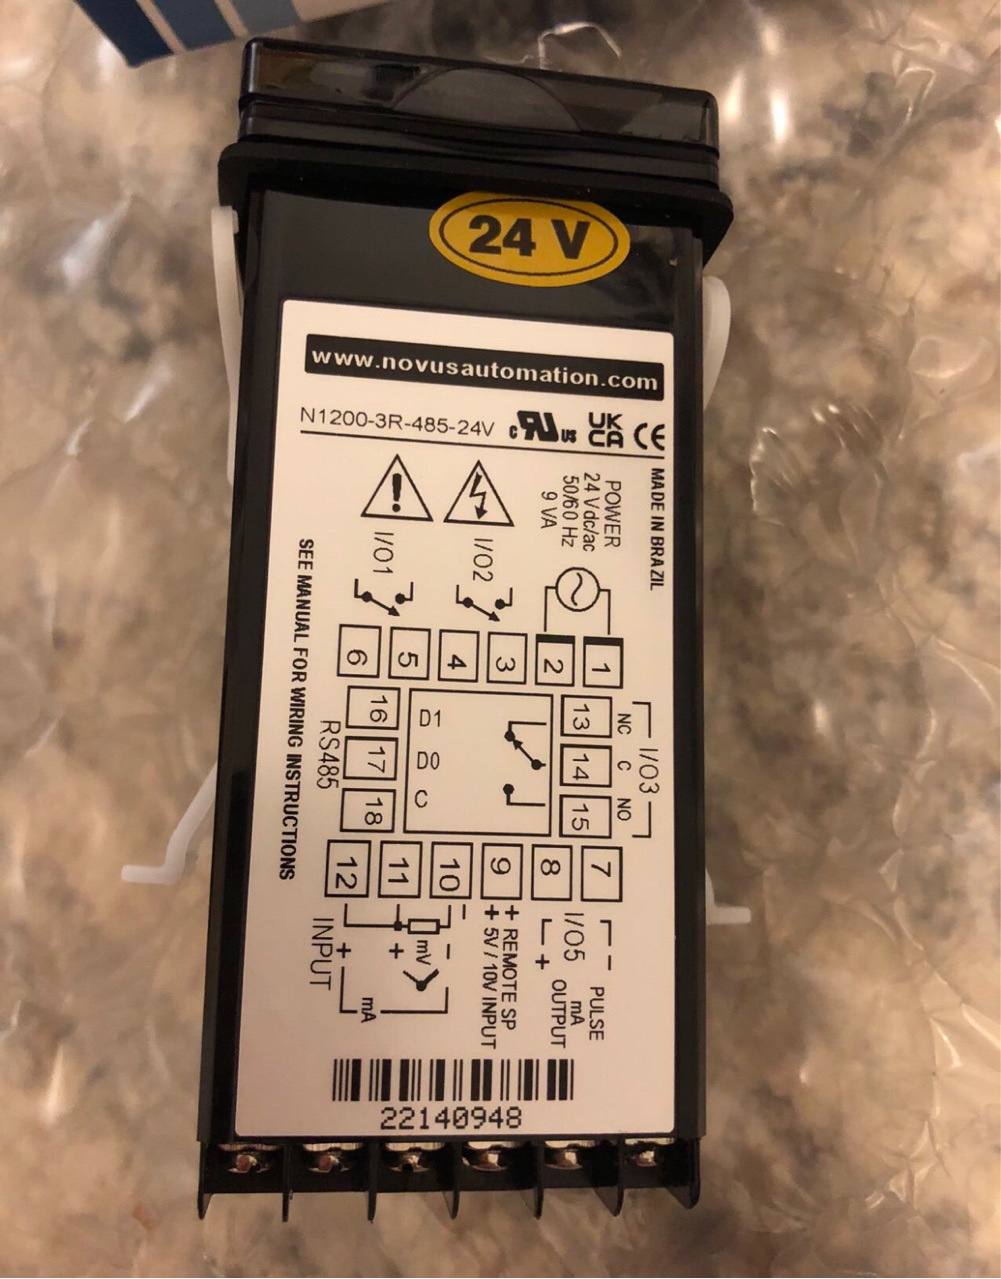 24 V
www.novusautomation.com
N1200-3R-485-24V
c RU US
UK
CA
CE
MADE IN BRAZIL
POWER
24 Vdc/ac
50/60 Hz
9 VA
I/O2
I/O1
SEE MANUAL FOR WIRING INSTRUCTIONS
1
2
3
4
5
6
I/O3
NC C NO
13 14 15
D1 D0 C
16 17 18
RS485
7
8
9
10
11
12
PULSE
mA
OUTPUT
I/O5
- -
+
+ REMOTE SP
+ 5V / 10V INPUT
-
-
mV
+
+
mA
INPUT
22140948